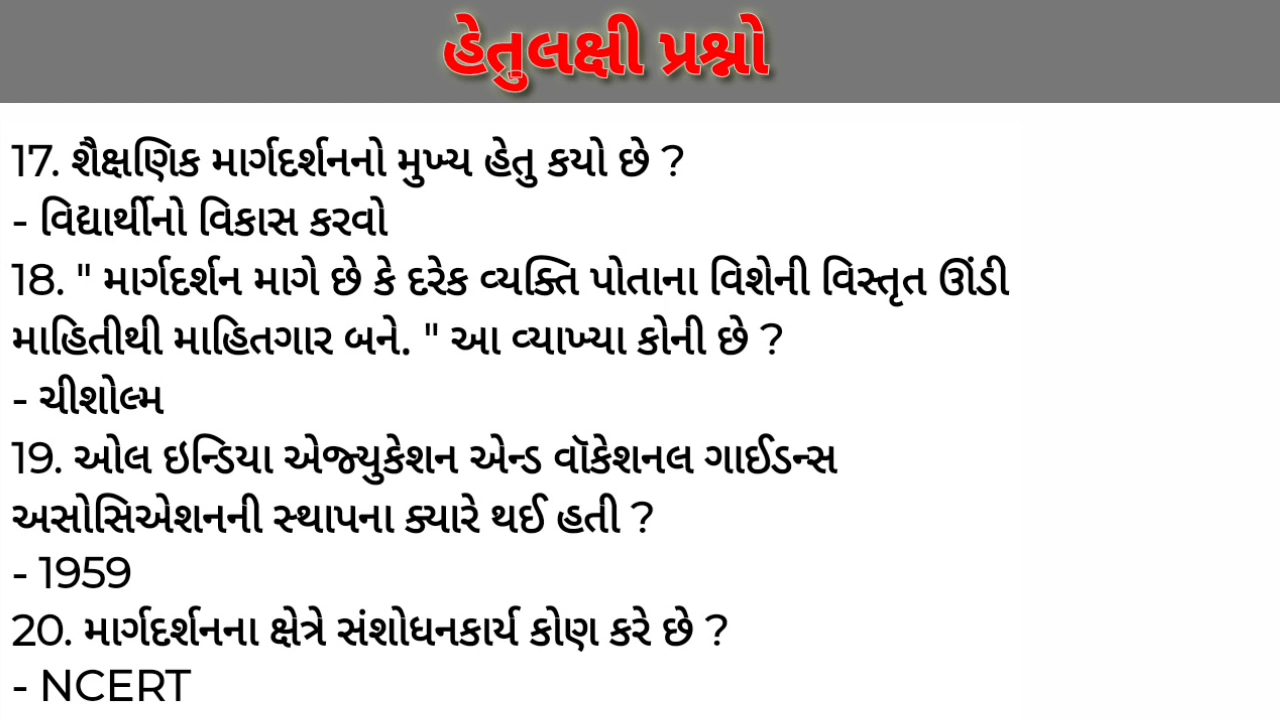 હેતુલક્ષી પ્રશ્નો
17. શૈક્ષણિક માર્ગદર્શનનો મુખ્ય હેતુ કયો છે ?
- વિદ્યાર્થીનો વિકાસ કરવો
18. " માર્ગદર્શન માગે છે કે દરેક વ્યક્તિ પોતાના વિશેની વિસ્તૃત ઊંડી
માહિતીથી માહિતગાર બને. " આ વ્યાખ્યા કોની છે ?
- ચીશોલ્મ
19. ઓલ ઇન્ડિયા એજ્યુકેશન એન્ડ વૉકેશનલ ગાઈડન્સ
અસોસિએશનની સ્થાપના ક્યારે થઈ હતી ?
- 1959
20. માર્ગદર્શનના ક્ષેત્રે સંશોધનકાર્ય કોણ કરે છે ?
- NCERT